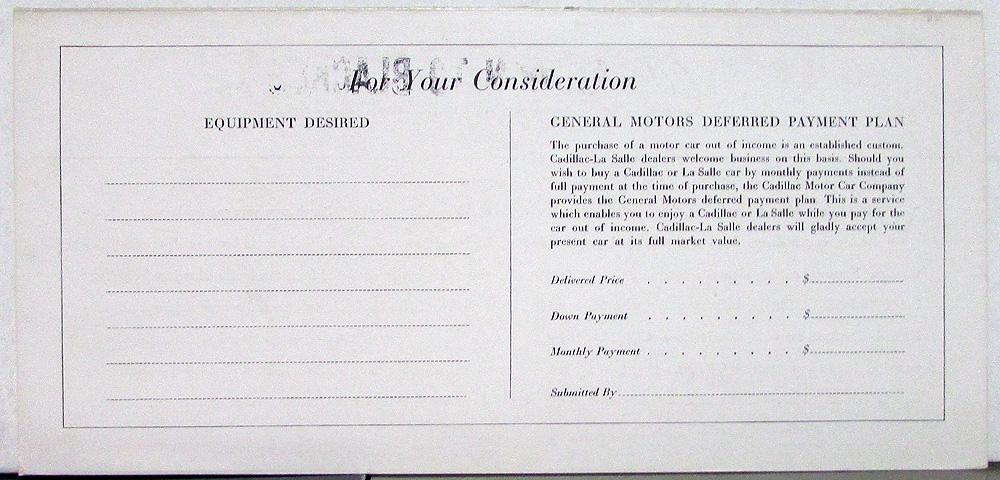 For Your Consideration
EQUIPMENT DESIRED
GENERAL MOTORS DEFERRED PAYMENT PLAN
The purchase of a motor car out of income is an established custom.
Cadillac-La Salle dealers welcome business on this basis. Should you
wish to buy a Cadillac or La Salle car by monthly payments instead of
full payment at the time of purchase, the Cadillac Motor Car Company
provides the General Motors deferred payment plan. This is a service
which enables you to enjoy a Cadillac or La Salle while you pay for the
car out of income. Cadillac-La Salle dealers will gladly accept your
present car at its full market value.
Delivered Price . . . . . . . . . $
Down Payment . . . . . . . . . $
Monthly Payment . . . . . . . . . $
Submitted By